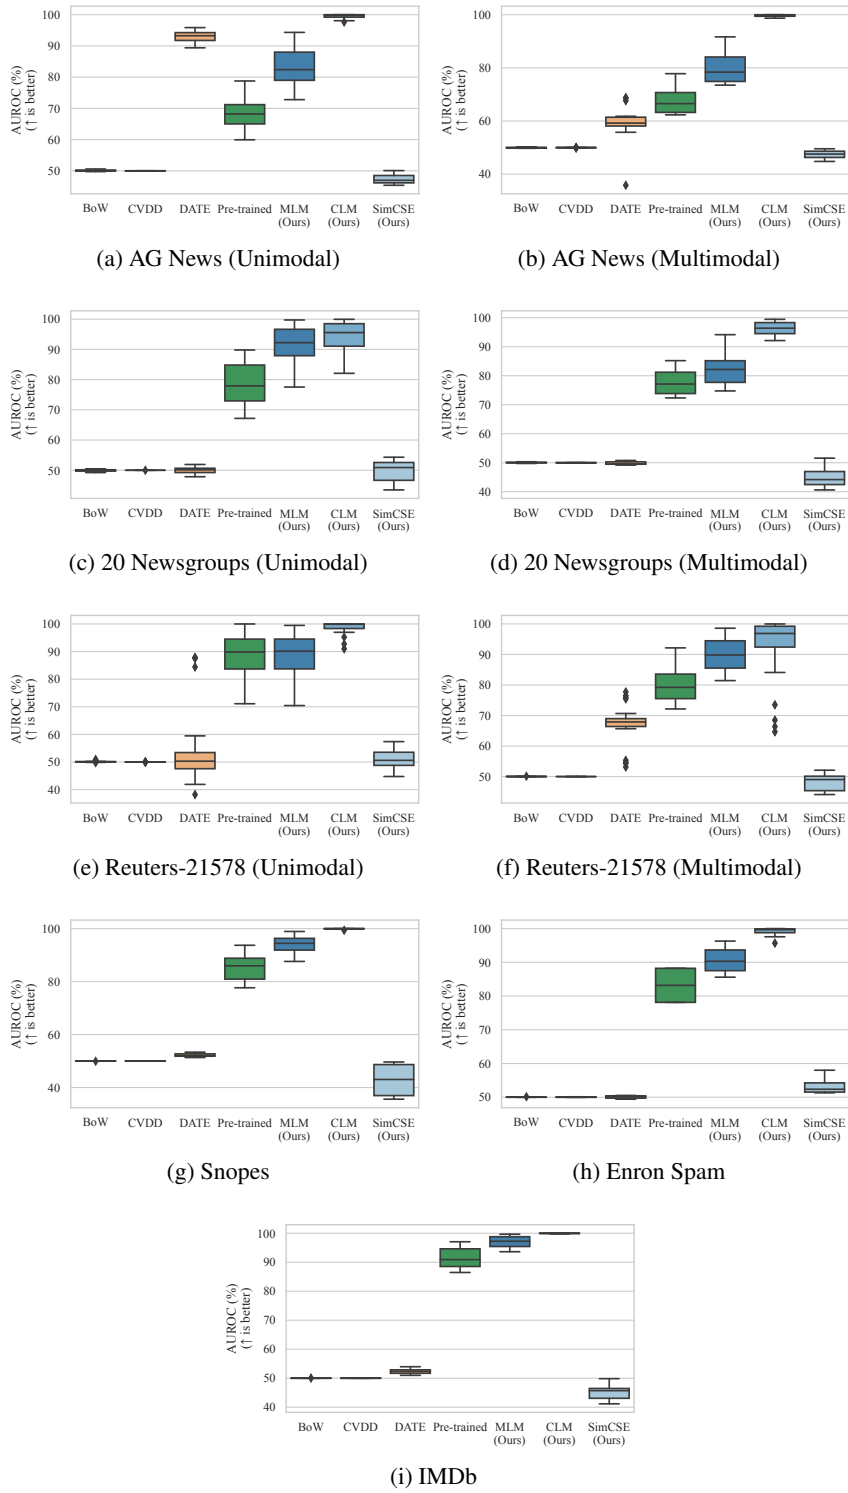 AUROC (%)
(↑ is better)
100
90
80
70
60
50
BoW CVDD DATE Pre-trained MLM CLM SimCSE
(Ours) (Ours) (Ours)
(a) AG News (Unimodal)
AUROC (%)
(↑ is better)
100
80
60
40
BoW CVDD DATE Pre-trained MLM CLM SimCSE
(Ours) (Ours) (Ours)
(b) AG News (Multimodal)
AUROC (%)
(↑ is better)
100
90
80
70
60
50
BoW CVDD DATE Pre-trained MLM CLM SimCSE
(Ours) (Ours) (Ours)
(c) 20 Newsgroups (Unimodal)
AUROC (%)
(↑ is better)
100
90
80
70
60
50
40
BoW CVDD DATE Pre-trained MLM CLM SimCSE
(Ours) (Ours) (Ours)
(d) 20 Newsgroups (Multimodal)
AUROC (%)
(↑ is better)
100
90
80
70
60
50
40
BoW CVDD DATE Pre-trained MLM CLM SimCSE
(Ours) (Ours) (Ours)
(e) Reuters-21578 (Unimodal)
AUROC (%)
(↑ is better)
100
90
80
70
60
50
BoW CVDD DATE Pre-trained MLM CLM SimCSE
(Ours) (Ours) (Ours)
(f) Reuters-21578 (Multimodal)
AUROC (%)
(↑ is better)
100
80
60
40
BoW CVDD DATE Pre-trained MLM CLM SimCSE
(Ours) (Ours) (Ours)
(g) Snopes
AUROC (%)
(↑ is better)
100
90
80
70
60
50
BoW CVDD DATE Pre-trained MLM CLM SimCSE
(Ours) (Ours) (Ours)
(h) Enron Spam
AUROC (%)
(↑ is better)
100
90
80
70
60
50
40
BoW CVDD DATE Pre-trained MLM CLM SimCSE
(Ours) (Ours) (Ours)
(i) IMDb